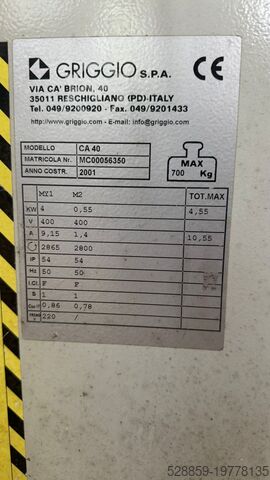 GRIGGIO S.P.A. CE
VIA CA' BRION, 40
35011 RESCHIGLIANO (PD)-ITALY
Tel. 049/9200920 - Fax. 049/9201433
http://www.griggio.com - E-mail: info@griggio.com
MODELLO CA 40
MATRICOLA Nr. MC00056350
ANNO COSTR. 2001
MAX
700 Kg
MY1 M2 TOT.MAX
KW 4 0,55 4,55
V 400 400
A 9,15 1,4 10,55
2865 2800
IP 54 54
Hz 50 50
I.Cl. F F
S 1 1
Cos 0,86 0,78
220 /
528859-19778135